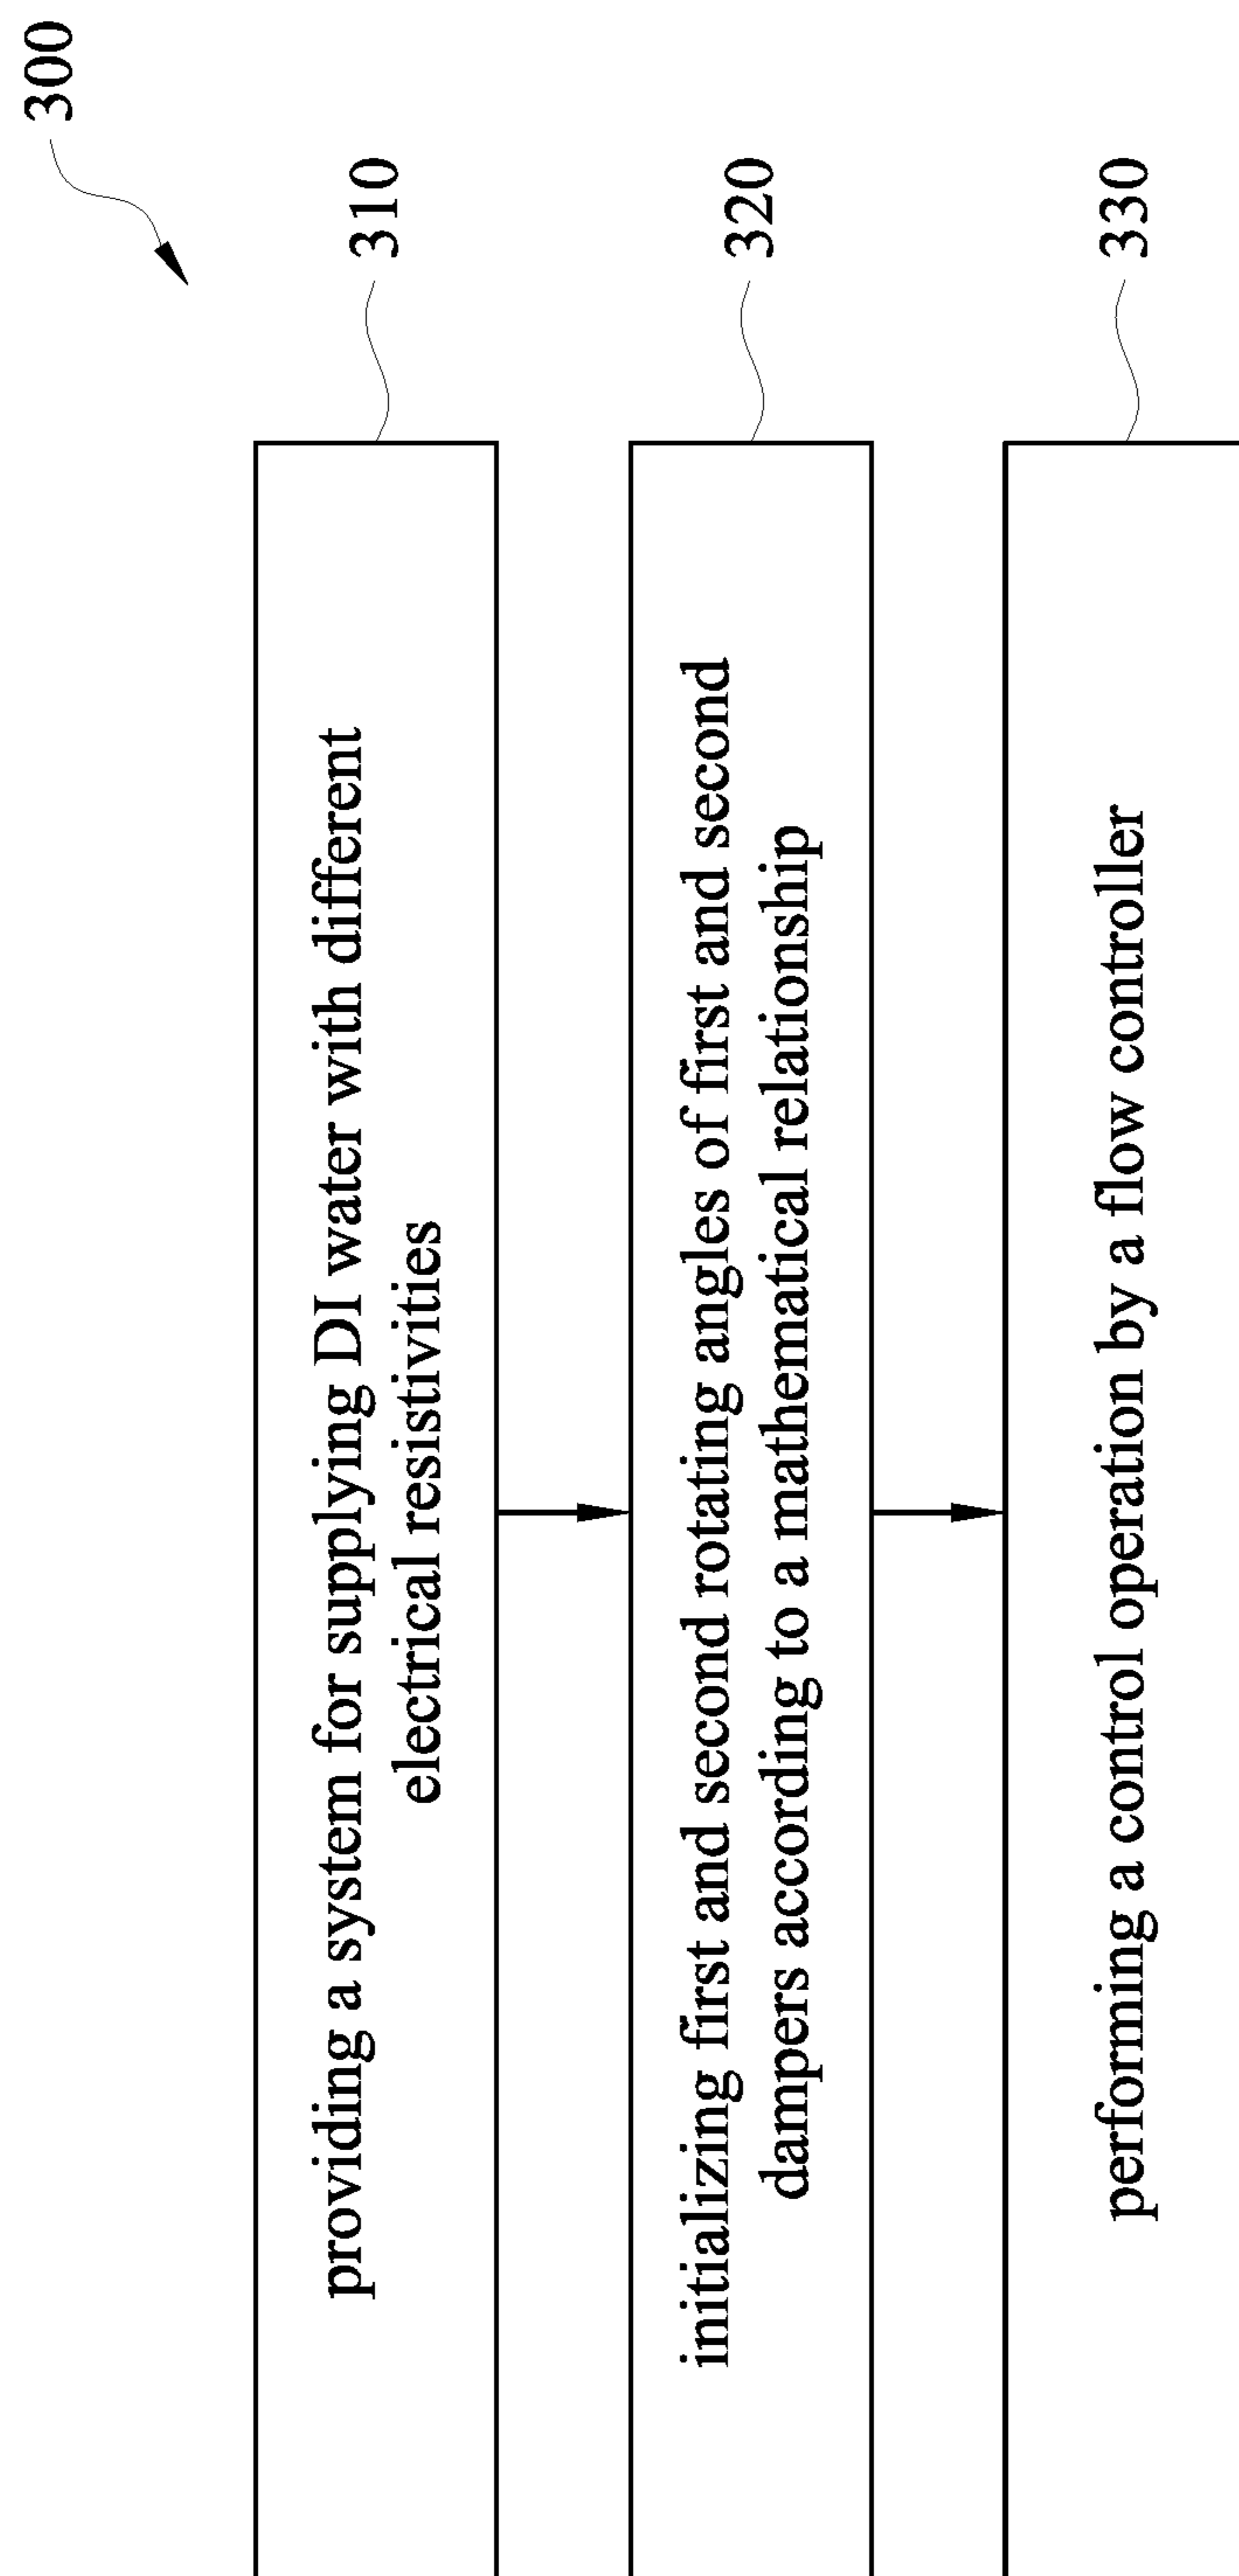 300
310
providing a system for supplying DI water with different
electrical resistivities
320
initializing first and second rotating angles of first and second
dampers according to a mathematical relationship
330
performing a control operation by a flow controller